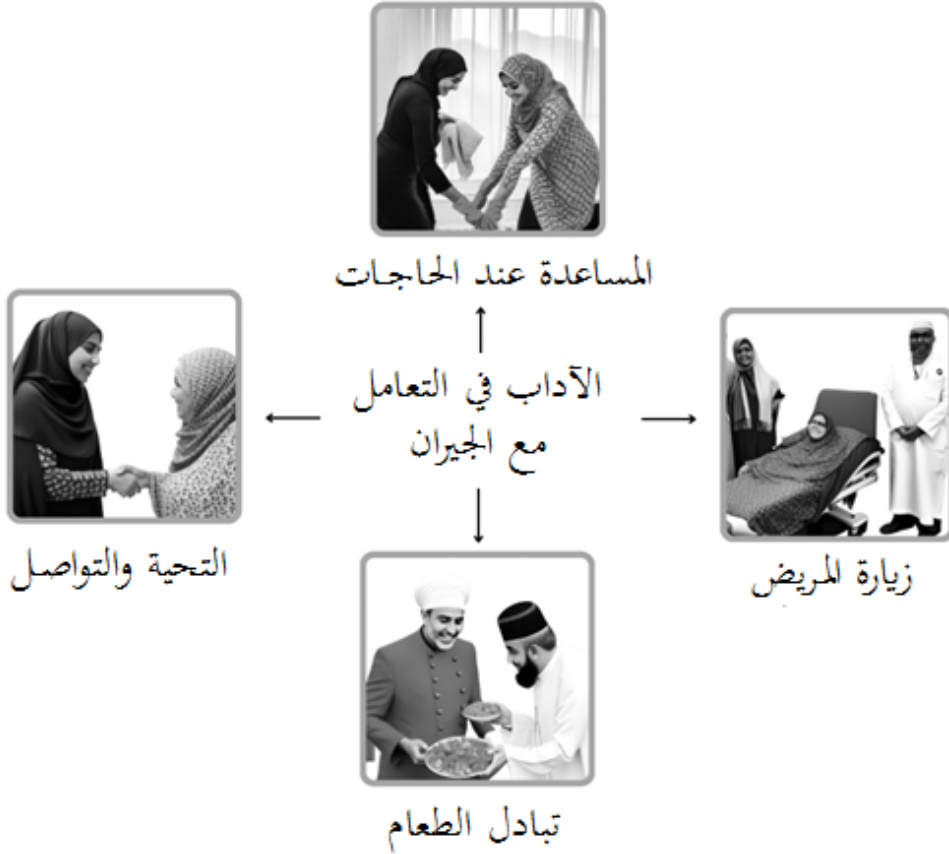 المساعدة عند الحاجات
الآداب في التعامل
مع الجيران
زيارة المريض
التحية والتواصل
تبادل الطعام